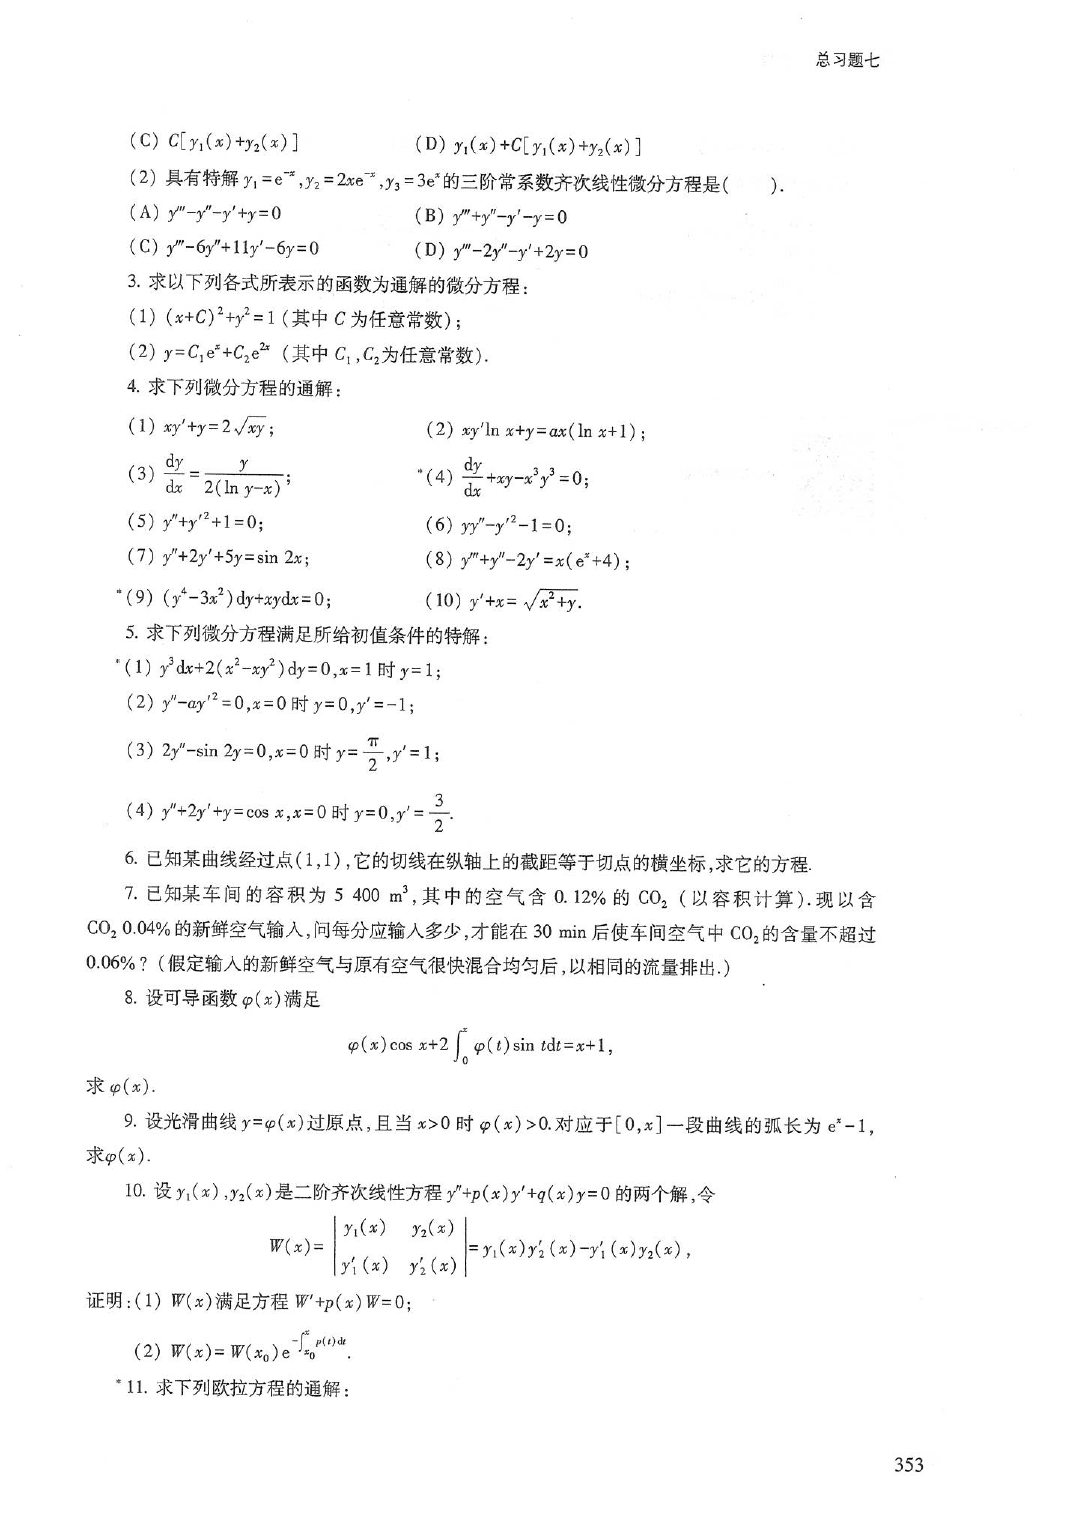 总习题七
(C) C[y₁(x)+y₂(x)] (D) y₁(x)+C[y₁(x)+y₂(x)]
(2) 具有特解 y₁=e⁻ˣ,y₂=2xe⁻ˣ,y₃=3eˣ的三阶常系数齐次线性微分方程是( ).
(A) y‴-y″-y′+y=0 (B) y‴+y″-y′-y=0
(C) y‴-6y″+11y′-6y=0 (D) y‴-2y″-y′+2y=0
3. 求以下列各式所表示的函数为通解的微分方程:
(1) (x+C)²+y²=1 (其中 C 为任意常数);
(2) y=C₁eˣ+C₂e²ˣ (其中 C₁,C₂为任意常数).
4. 求下列微分方程的通解:
(1) xy′+y=2√(xy); (2) xy′ln x+y=ax(ln x+1);
(3) dy/dx=y/(2(ln y-x)); *(4) dy/dx+xy-x³y³=0;
(5) y″+y′²+1=0; (6) yy″-y′²-1=0;
(7) y″+2y′+5y=sin 2x; (8) y‴+y″-2y′=x(eˣ+4);
*(9) (y⁴-3x²)dy+xydx=0; (10) y′+x=√(x²+y).
5. 求下列微分方程满足所给初值条件的特解:
*(1) y³dx+2(x²-xy²)dy=0,x=1 时 y=1;
(2) y″-ay′²=0,x=0 时 y=0,y′=-1;
(3) 2y″-sin 2y=0,x=0 时 y=π/2,y′=1;
(4) y″+2y′+y=cos x,x=0 时 y=0,y′=3/2.
6. 已知某曲线经过点(1,1),它的切线在纵轴上的截距等于切点的横坐标,求它的方程.
7. 已知某车间的容积为 5 400 m³,其中的空气含 0.12% 的 CO₂ (以容积计算).现以含
CO₂ 0.04%的新鲜空气输入,问每分应输入多少,才能在 30 min 后使车间空气中 CO₂的含量不超过
0.06%? (假定输入的新鲜空气与原有空气很快混合均匀后,以相同的流量排出.)
8. 设可导函数 φ(x)满足
φ(x)cos x+2∫₀ˣ φ(t)sin tdt=x+1,
求 φ(x).
9. 设光滑曲线 y=φ(x)过原点,且当 x>0 时 φ(x)>0.对应于[0,x]一段曲线的弧长为 eˣ-1,
求φ(x).
10. 设 y₁(x),y₂(x)是二阶齐次线性方程 y″+p(x)y′+q(x)y=0 的两个解,令
W(x)=|y₁(x) y₂(x); y₁′(x) y₂′(x)|=y₁(x)y₂′(x)-y₁′(x)y₂(x),
证明:(1) W(x)满足方程 W′+p(x)W=0;
(2) W(x)=W(x₀)e^(-∫_{x₀}^{x} p(t)dt).
*11. 求下列欧拉方程的通解:
353